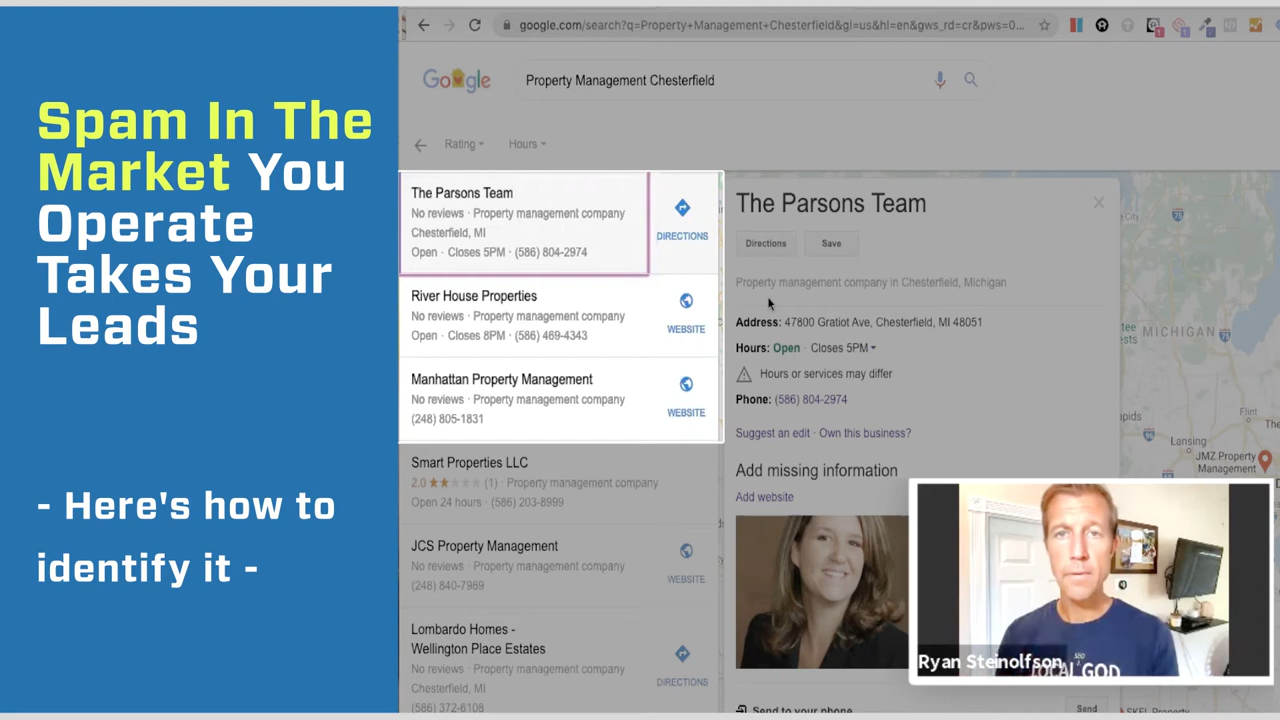 Spam In The
Market You
Operate
Takes Your
Leads
- Here's how to
identify it -
google.com/search?q=Property+Management+Chesterfield&gl=us&hl=en&gws_rd=cr&pws=0...
Google
Property Management Chesterfield
Rating
Hours
The Parsons Team
No reviews · Property management company
Chesterfield, MI
Open · Closes 5PM · (586) 804-2974
DIRECTIONS
River House Properties
No reviews · Property management company
Open · Closes 8PM · (586) 469-4343
WEBSITE
Manhattan Property Management
No reviews · Property management company
(248) 805-1831
WEBSITE
Smart Properties LLC
2.0 (1) · Property management company
Open 24 hours · (586) 203-8999
JCS Property Management
No reviews · Property management company
(248) 840-7989
WEBSITE
Lombardo Homes -
Wellington Place Estates
No reviews · Property management company
Chesterfield, MI
(586) 372-6108
DIRECTIONS
The Parsons Team
Directions
Save
Property management company in Chesterfield, Michigan
Address: 47800 Gratiot Ave, Chesterfield, MI 48051
Hours: Open · Closes 5PM
Hours or services may differ
Phone: (586) 804-2974
Suggest an edit · Own this business?
Add missing information
Add website
Send to your phone
Send
MICHIGAN
Flint
Lansing
JMZ Property
Management
SKEL Property
Ryan Steinolfson
LOCAL GOD